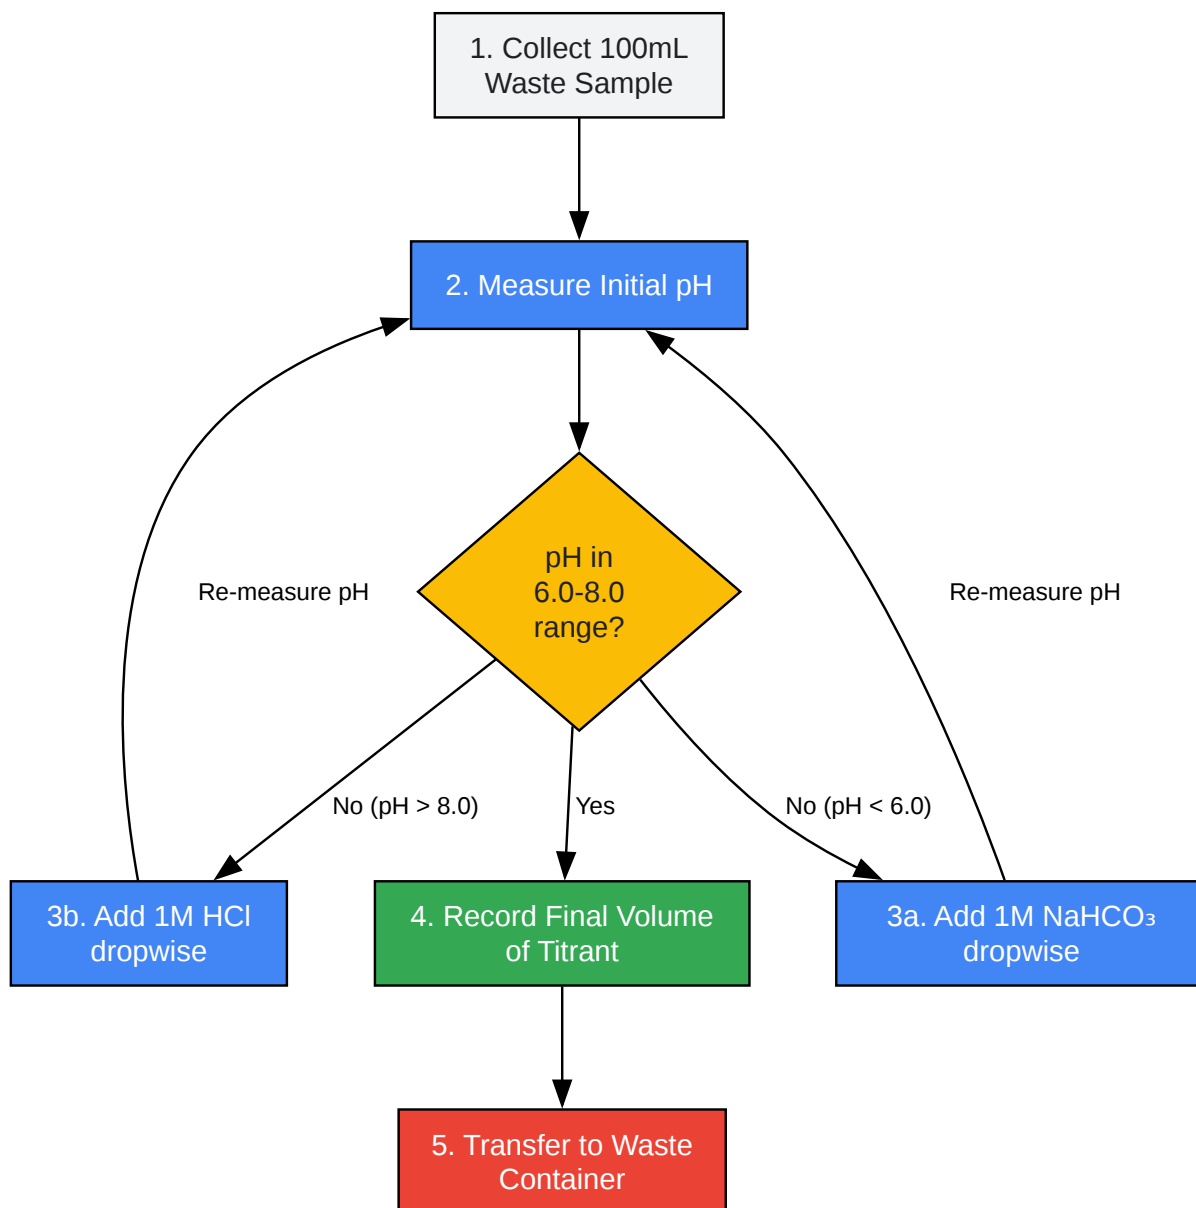 1. Collect 100mL
Waste Sample
2. Measure Initial pH
pH in
6.0-8.0
range?
Re-measure pH
Re-measure pH
No (pH > 8.0)
Yes
No (pH < 6.0)
3b. Add 1M HCl
dropwise
4. Record Final Volume
of Titrant
3a. Add 1M NaHCO₃
dropwise
5. Transfer to Waste
Container